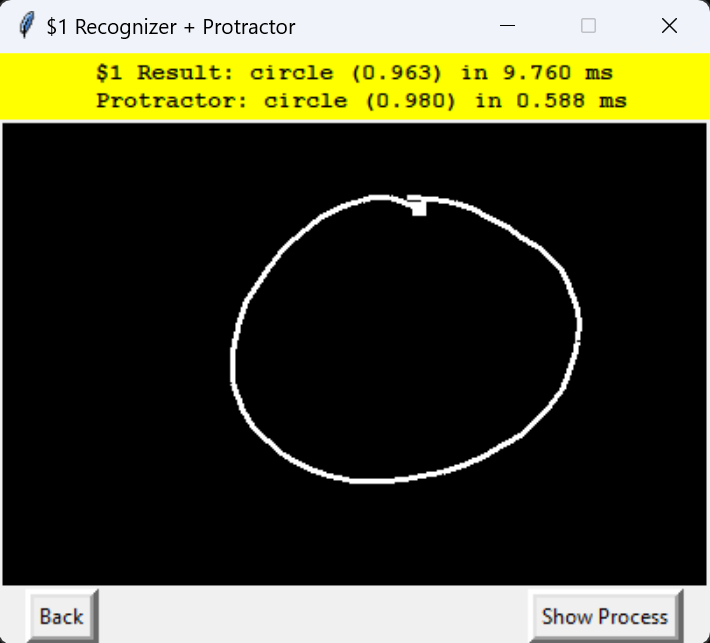 $1 Recognizer + Protractor
$1 Result: circle (0.963) in 9.760 ms
Protractor: circle (0.980) in 0.588 ms
Back
Show Process